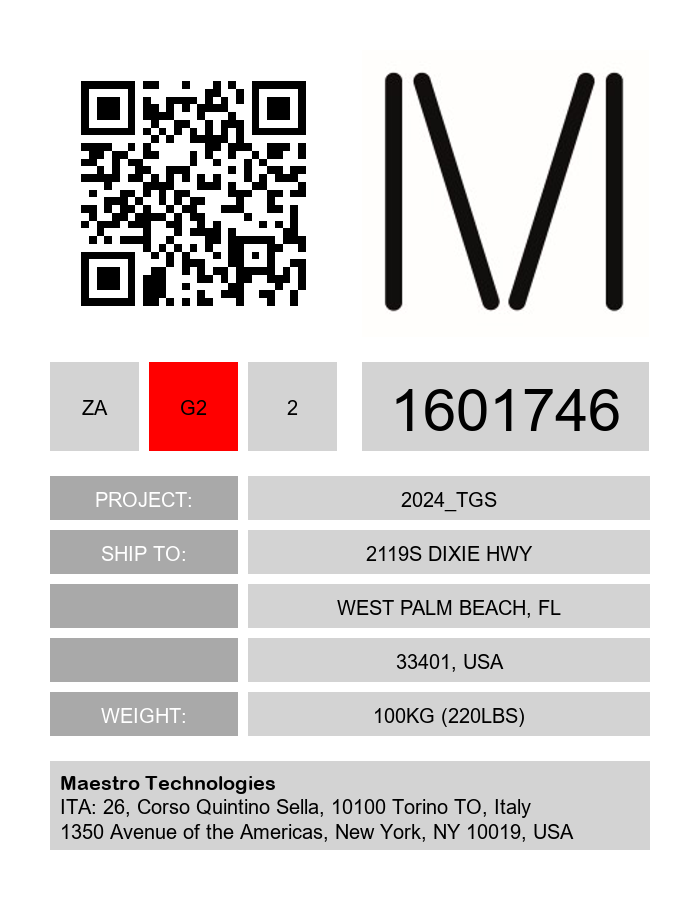 ZA
G2
2
1601746
PROJECT:
2024_TGS
SHIP TO:
2119S DIXIE HWY
WEST PALM BEACH, FL
33401, USA
WEIGHT:
100KG (220LBS)
Maestro Technologies
ITA: 26, Corso Quintino Sella, 10100 Torino TO, Italy
1350 Avenue of the Americas, New York, NY 10019, USA